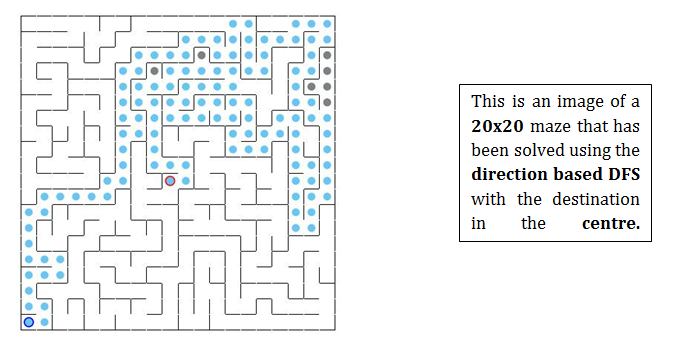 This is an image of a
20x20 maze that has
been solved using the
direction based DFS
with the destination
in the centre.